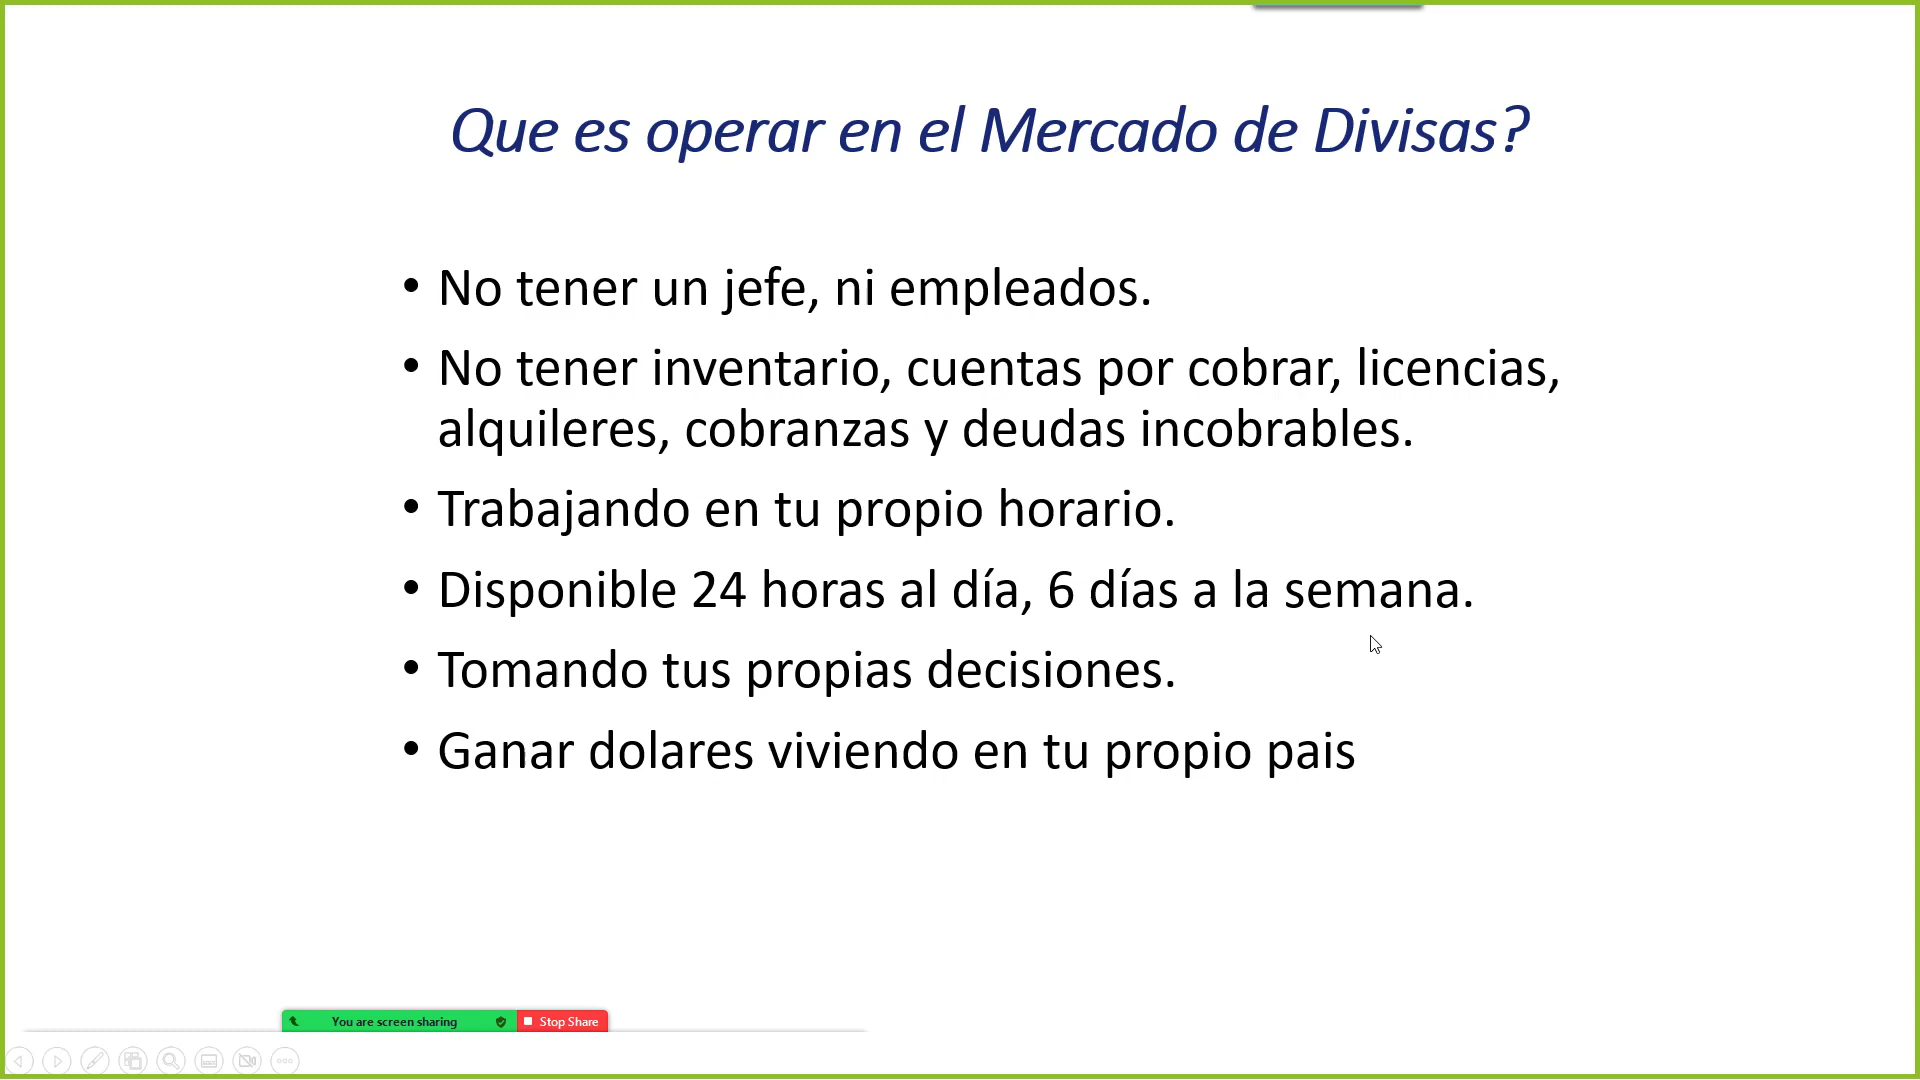 Que es operar en el Mercado de Divisas?
• No tener un jefe, ni empleados.
• No tener inventario, cuentas por cobrar, licencias,
alquileres, cobranzas y deudas incobrables.
• Trabajando en tu propio horario.
• Disponible 24 horas al día, 6 días a la semana.
• Tomando tus propias decisiones.
• Ganar dolares viviendo en tu propio pais
You are screen sharing Stop Share